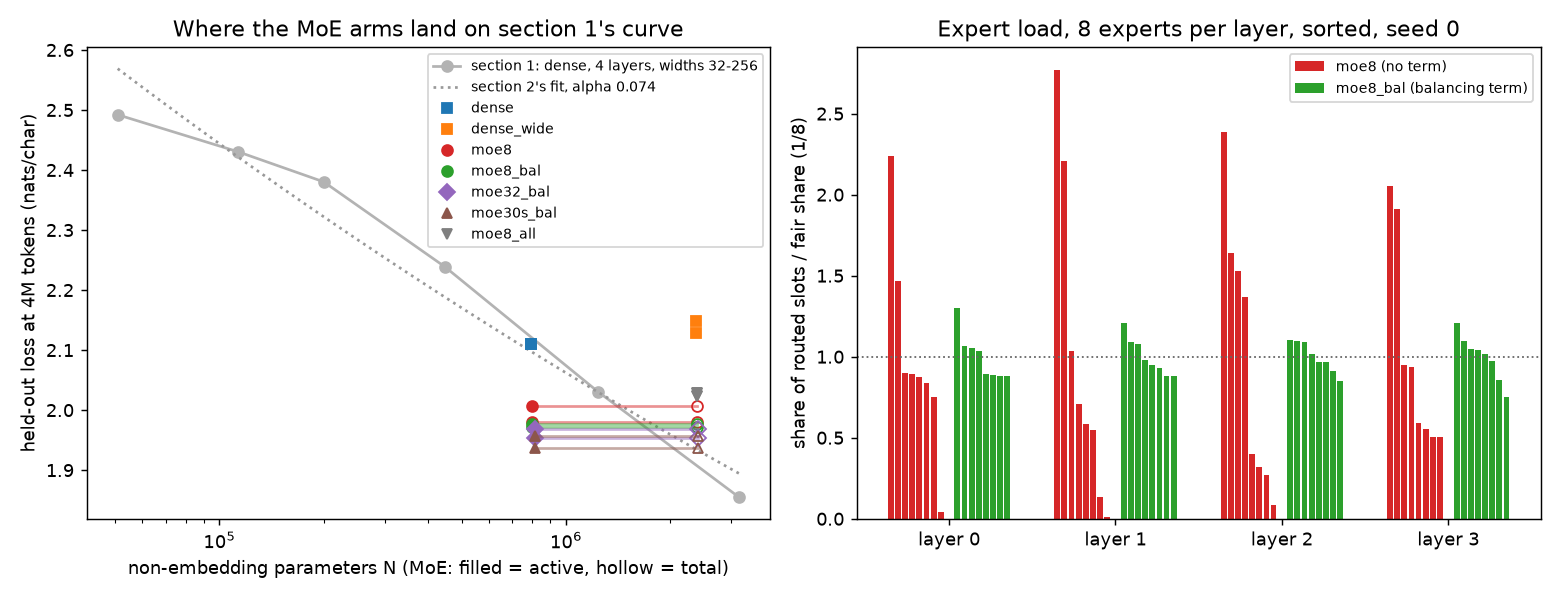 Where the MoE arms land on section 1's curve
held-out loss at 4M tokens (nats/char)
2.6
2.5
2.4
2.3
2.2
2.1
2.0
1.9
section 1: dense, 4 layers, widths 32-256
section 2's fit, alpha 0.074
dense
dense_wide
moe8
moe8_bal
moe32_bal
moe30s_bal
moe8_all
10⁵
10⁶
non-embedding parameters N (MoE: filled = active, hollow = total)
Expert load, 8 experts per layer, sorted, seed 0
share of routed slots / fair share (1/8)
2.5
2.0
1.5
1.0
0.5
0.0
moe8 (no term)
moe8_bal (balancing term)
layer 0
layer 1
layer 2
layer 3